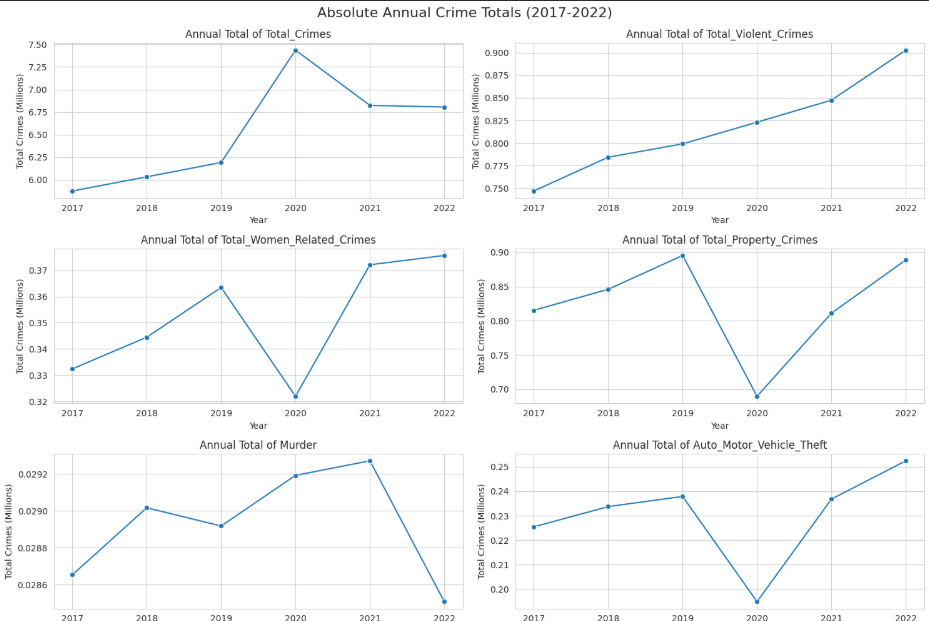 Absolute Annual Crime Totals (2017-2022)
Annual Total of Total_Crimes
Total Crimes (Millions)
7.50
7.25
7.00
6.75
6.50
6.25
6.00
2017 2018 2019 2020 2021 2022
Year
Annual Total of Total_Violent_Crimes
Total Crimes (Millions)
0.900
0.875
0.850
0.825
0.800
0.775
0.750
2017 2018 2019 2020 2021 2022
Year
Annual Total of Total_Women_Related_Crimes
Total Crimes (Millions)
0.37
0.36
0.35
0.34
0.33
0.32
2017 2018 2019 2020 2021 2022
Year
Annual Total of Total_Property_Crimes
Total Crimes (Millions)
0.90
0.85
0.80
0.75
0.70
2017 2018 2019 2020 2021 2022
Year
Annual Total of Murder
Total Crimes (Millions)
0.0292
0.0290
0.0288
0.0286
2017 2018 2019 2020 2021 2022
Annual Total of Auto_Motor_Vehicle_Theft
Total Crimes (Millions)
0.25
0.24
0.23
0.22
0.21
0.20
2017 2018 2019 2020 2021 2022